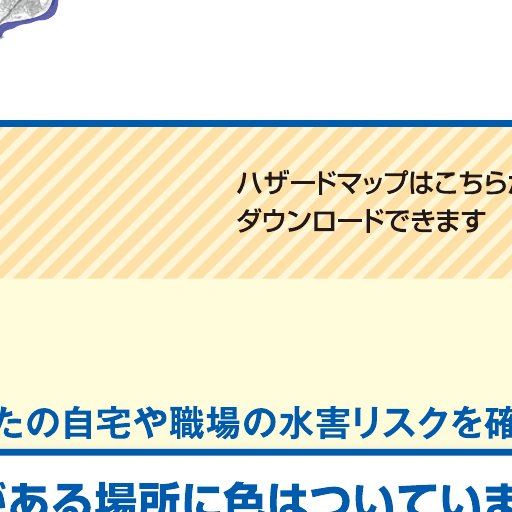 ハザードマップはこちらか
ダウンロードできます
たの自宅や職場の水害リスクを確
がある場所に色はついていま